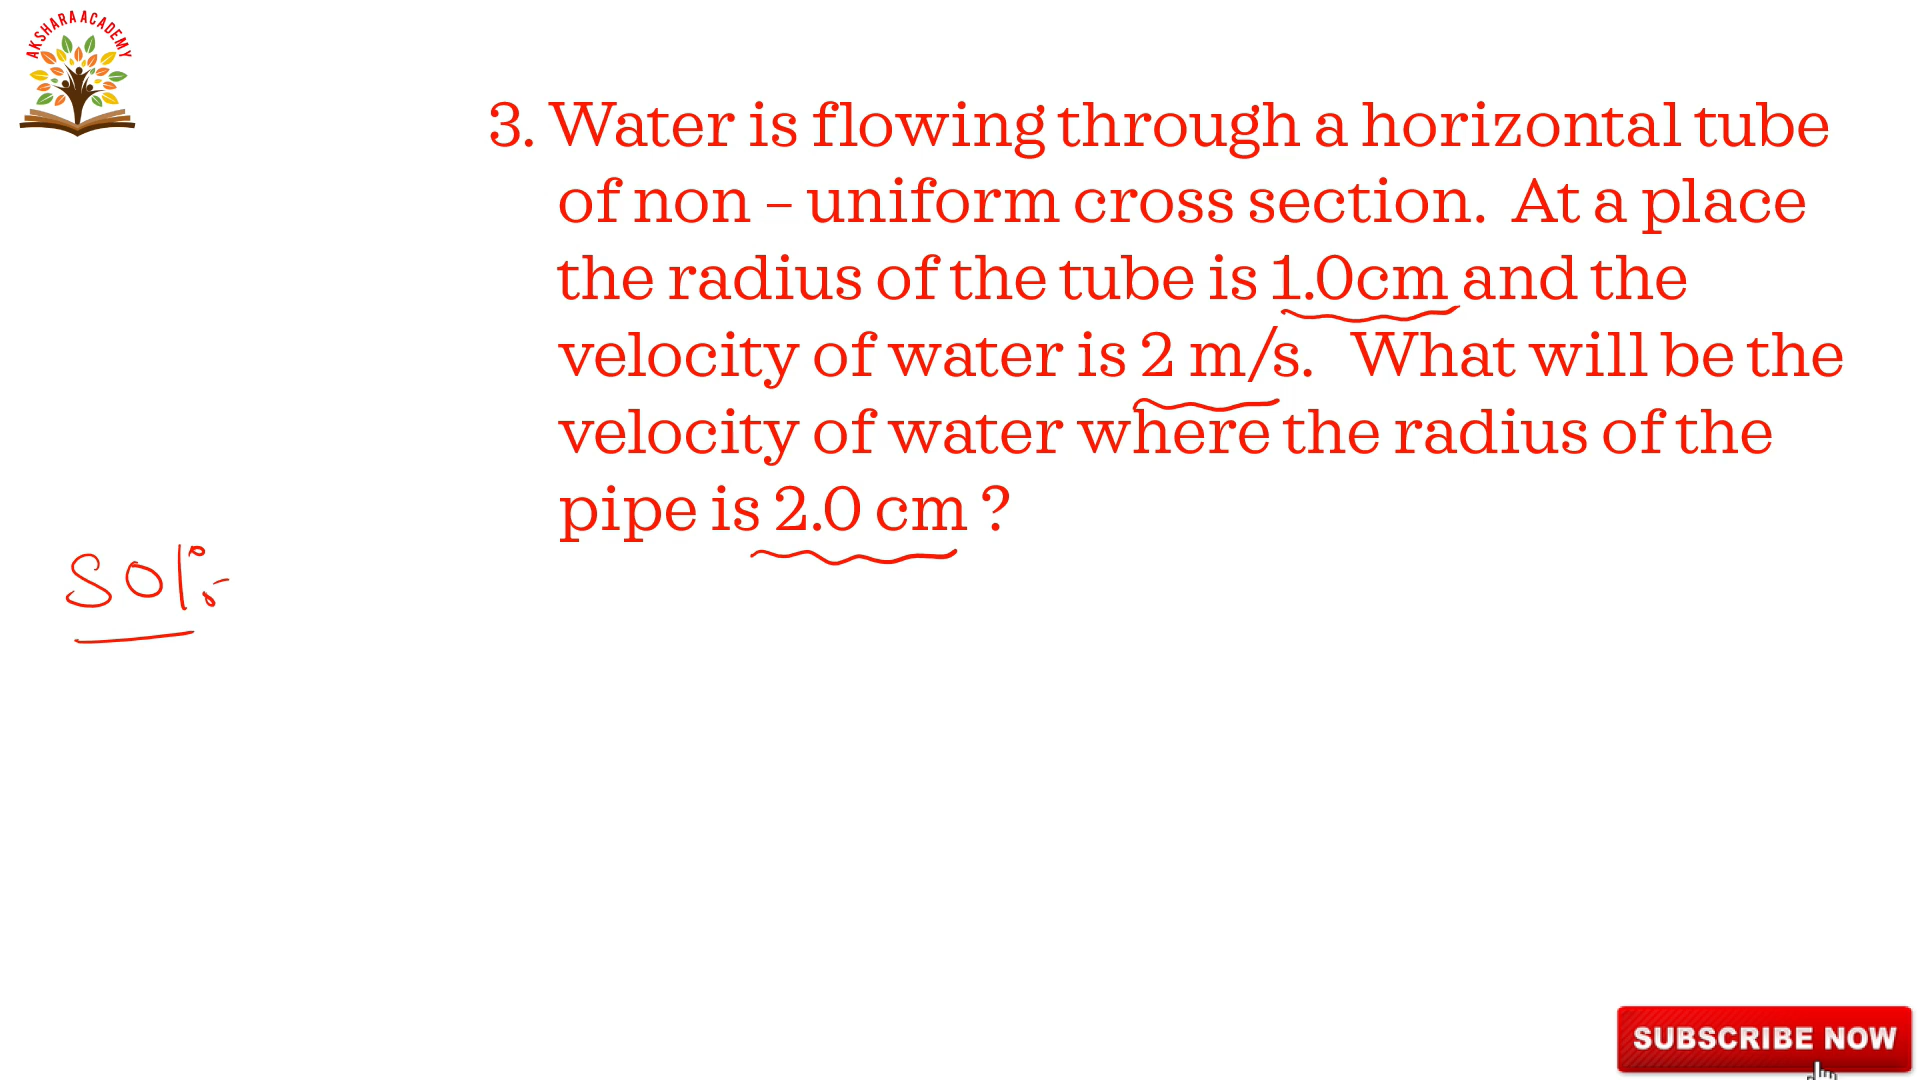 AKSHARA ACADEMY
3. Water is flowing through a horizontal tube
of non – uniform cross section. At a place
the radius of the tube is 1.0cm and the
velocity of water is 2 m/s. What will be the
velocity of water where the radius of the
pipe is 2.0 cm ?
Sol:-
SUBSCRIBE NOW